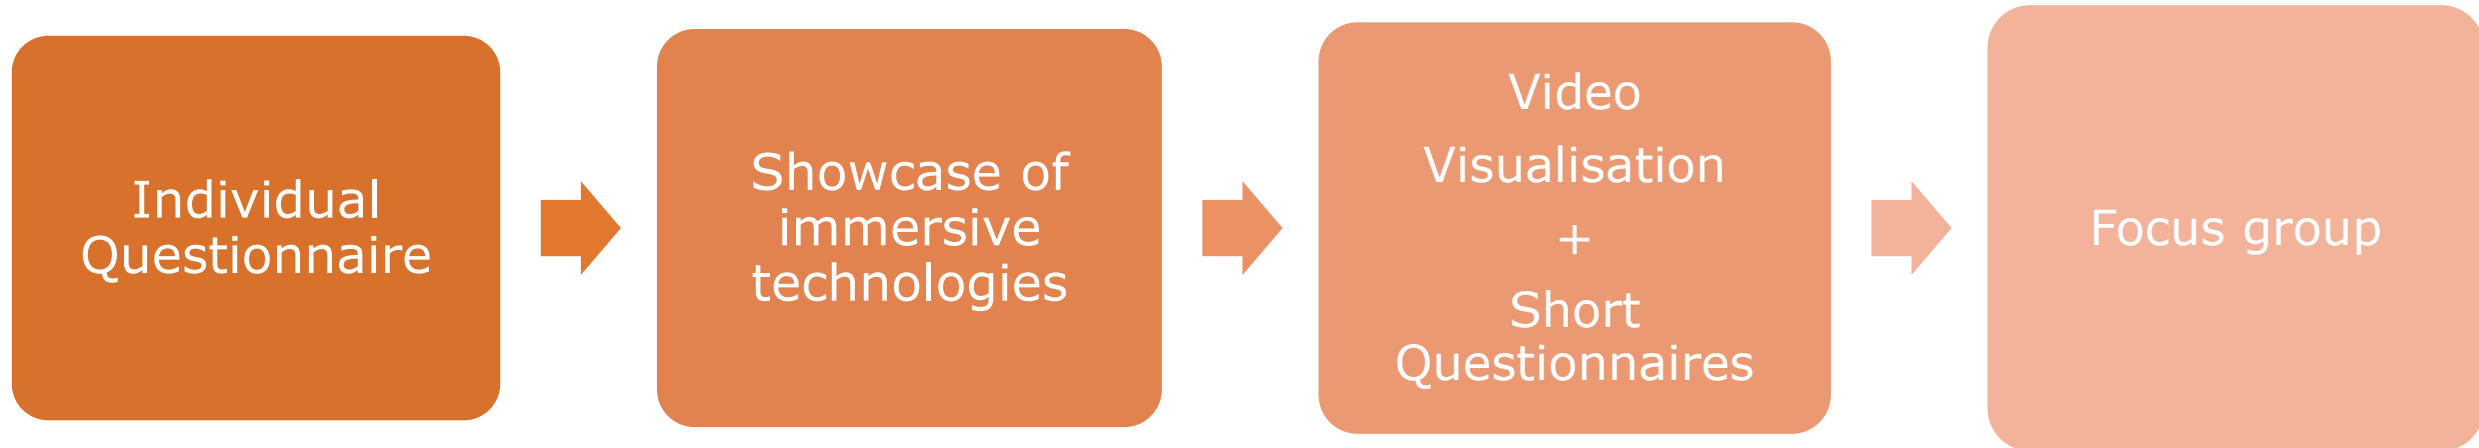 Individual
Questionnaire
Showcase of
immersive
technologies
Video
Visualisation
+
Short
Questionnaires
Focus group